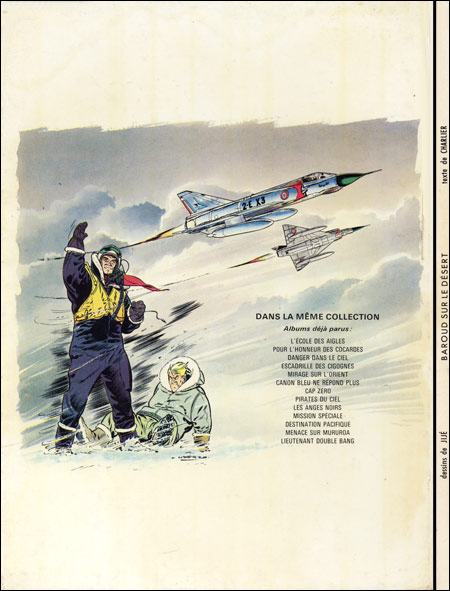 2-E X3
DANS LA MÊME COLLECTION
Albums déjà parus :
L'ÉCOLE DES AIGLES
POUR L'HONNEUR DES COCARDES
DANGER DANS LE CIEL
ESCADRILLE DES CIGOGNES
MIRAGE SUR L'ORIENT
CANON BLEU NE RÉPOND PLUS
CAP ZÉRO
PIRATES DU CIEL
LES ANGES NOIRS
MISSION SPÉCIALE
DESTINATION PACIFIQUE
MENACE SUR MURUROA
LIEUTENANT DOUBLE BANG
dessins de JIJÉ
BAROUD SUR LE DÉSERT
texte de CHARLIER